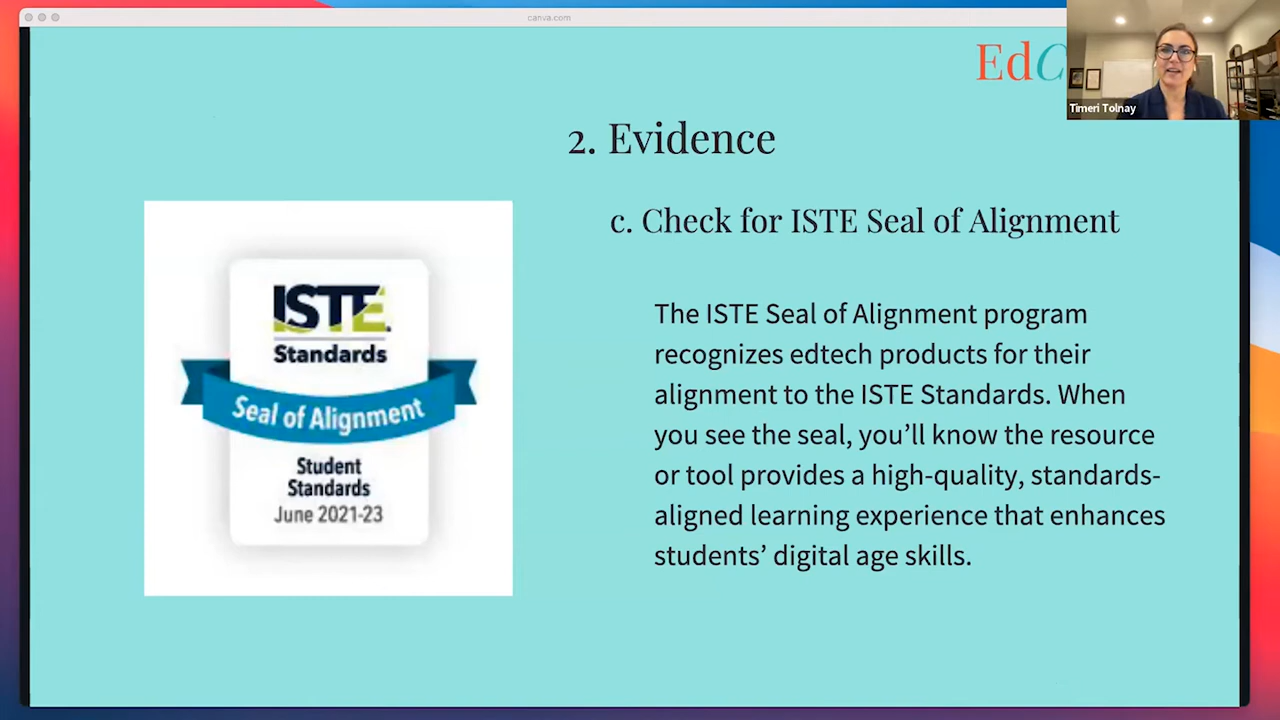 canva.com
EdC
Timeri Tolnay
2. Evidence
c. Check for ISTE Seal of Alignment
ISTE
Standards
Seal of Alignment
Student
Standards
June 2021-23
The ISTE Seal of Alignment program
recognizes edtech products for their
alignment to the ISTE Standards. When
you see the seal, you’ll know the resource
or tool provides a high-quality, standards-
aligned learning experience that enhances
students’ digital age skills.